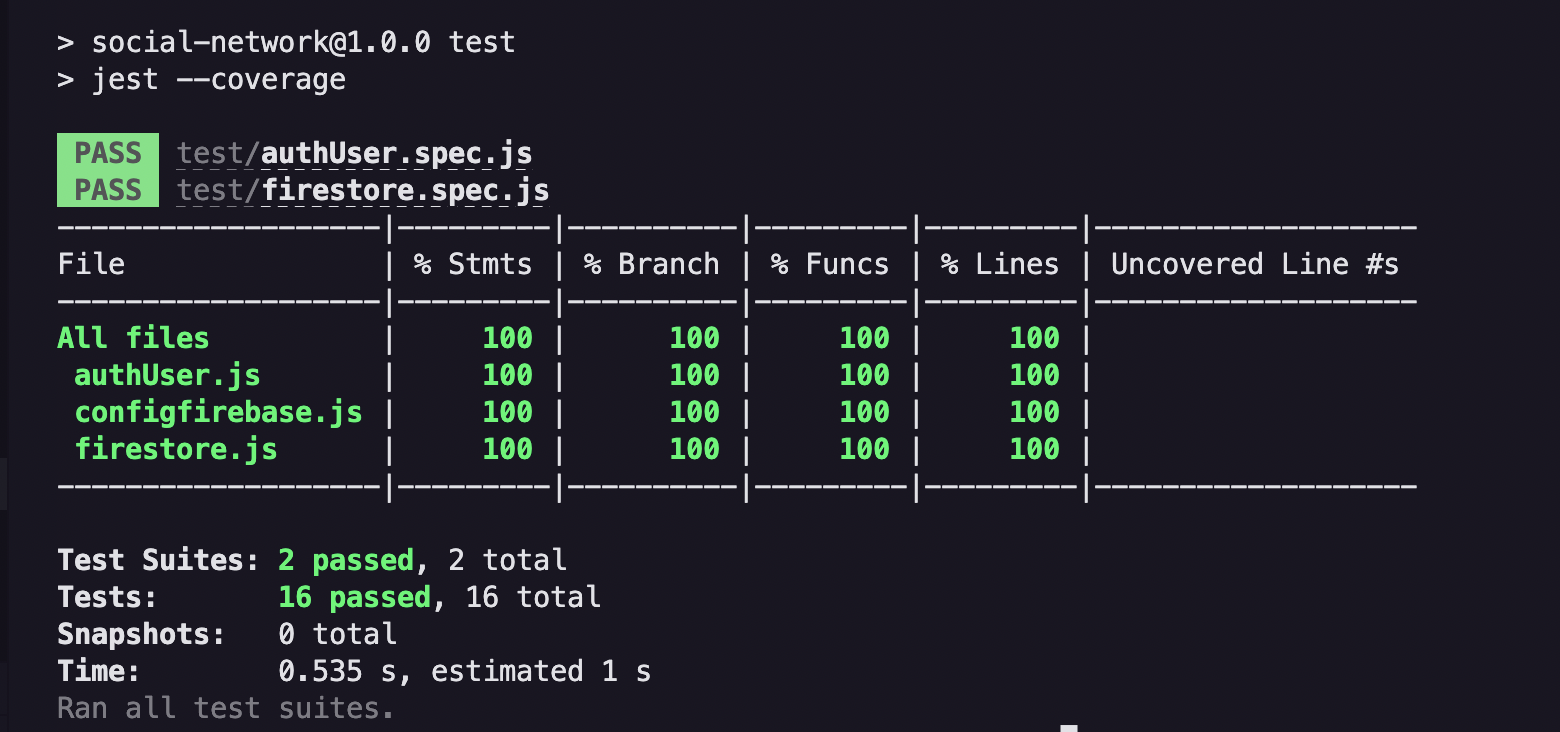 > social-network@1.0.0 test
> jest --coverage
PASS test/authUser.spec.js
PASS test/firestore.spec.js
-------------------|---------|----------|---------|---------|-------------------
File               | % Stmts | % Branch | % Funcs | % Lines | Uncovered Line #s
-------------------|---------|----------|---------|---------|-------------------
All files          |     100 |      100 |     100 |     100 |
 authUser.js       |     100 |      100 |     100 |     100 |
 configfirebase.js |     100 |      100 |     100 |     100 |
 firestore.js      |     100 |      100 |     100 |     100 |
-------------------|---------|----------|---------|---------|-------------------
Test Suites: 2 passed, 2 total
Tests:       16 passed, 16 total
Snapshots:   0 total
Time:        0.535 s, estimated 1 s
Ran all test suites.